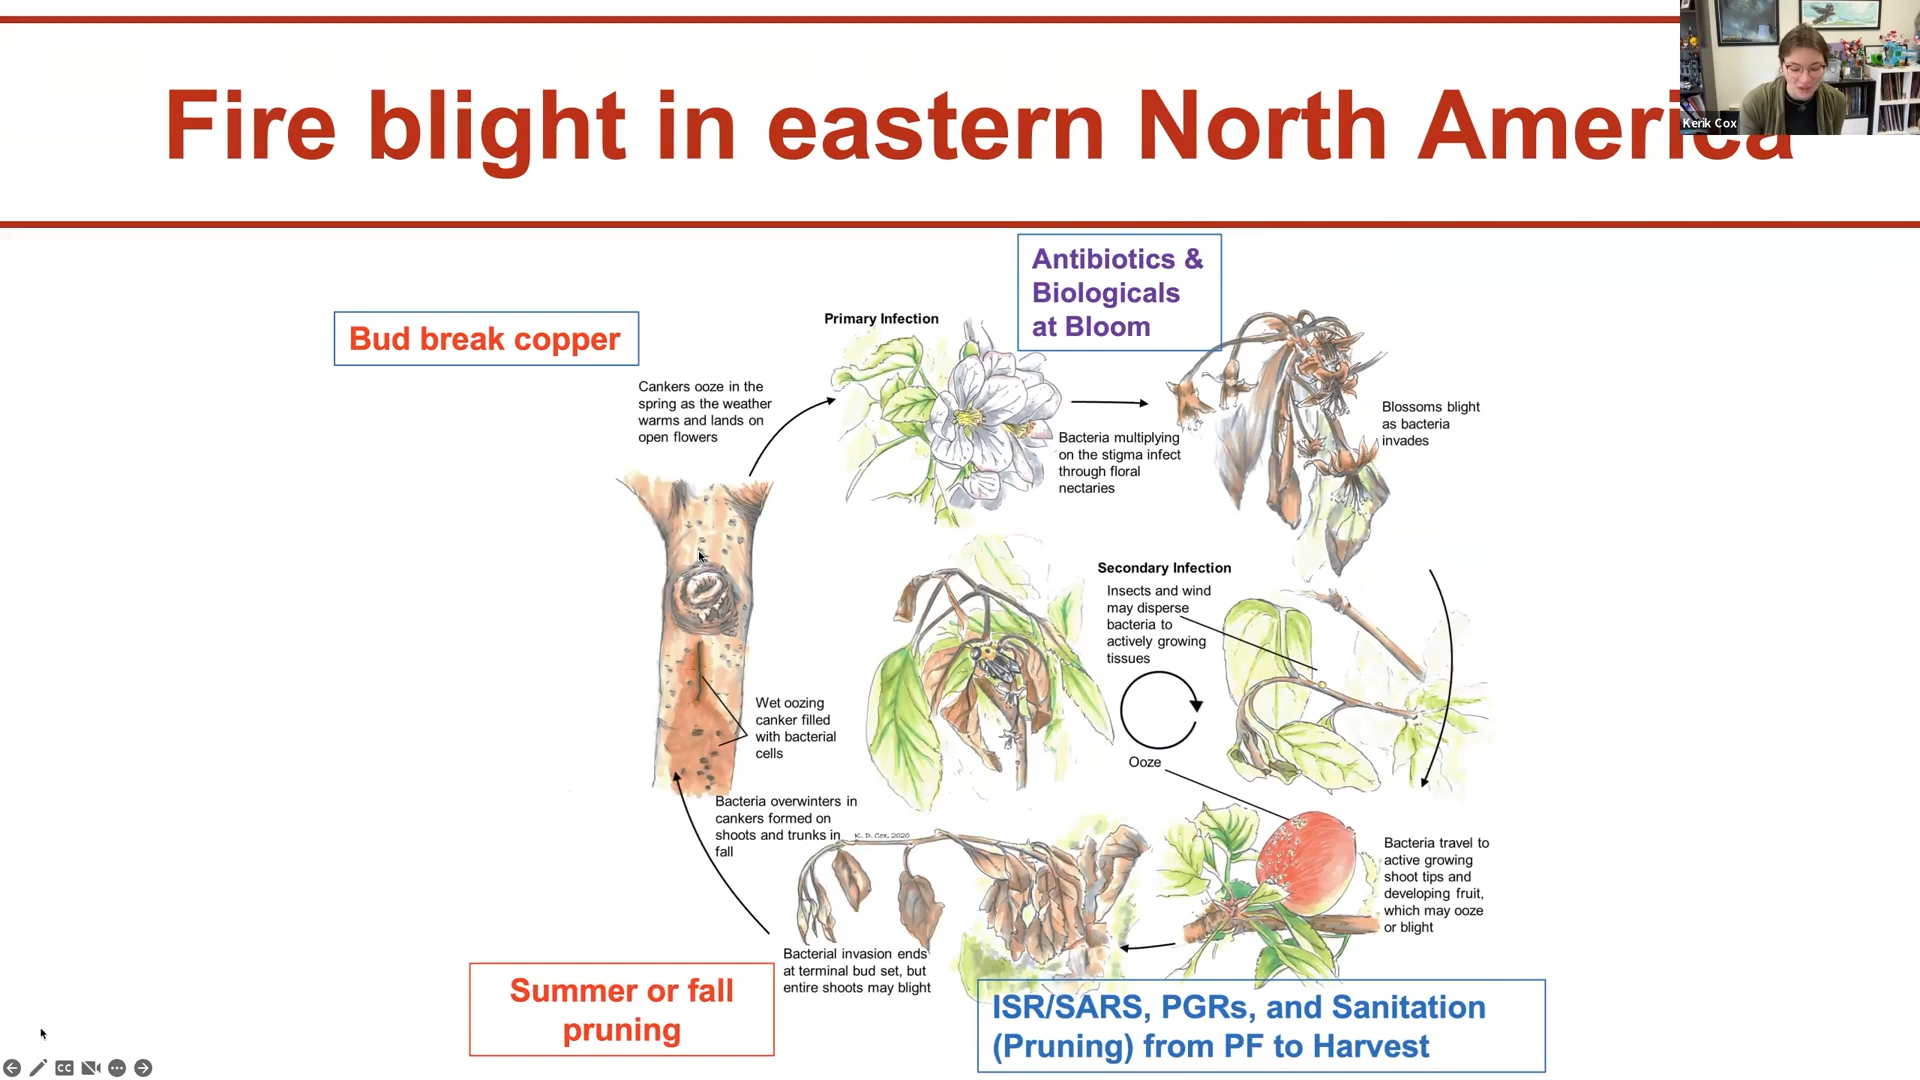 Fire blight in eastern North America
Kerik Cox
Antibiotics &
Biologicals
at Bloom
Bud break copper
Primary Infection
Cankers ooze in the
spring as the weather
warms and lands on
open flowers
Bacteria multiplying
on the stigma infect
through floral
nectaries
Blossoms blight
as bacteria
invades
Secondary Infection
Insects and wind
may disperse
bacteria to
actively growing
tissues
Wet oozing
canker filled
with bacterial
cells
Ooze
Bacteria overwinters in
cankers formed on
shoots and trunks in
fall
K. D. Cox, 2020
Bacteria travel to
active growing
shoot tips and
developing fruit,
which may ooze
or blight
Bacterial invasion ends
at terminal bud set, but
entire shoots may blight
Summer or fall
pruning
ISR/SARS, PGRs, and Sanitation
(Pruning) from PF to Harvest
CC